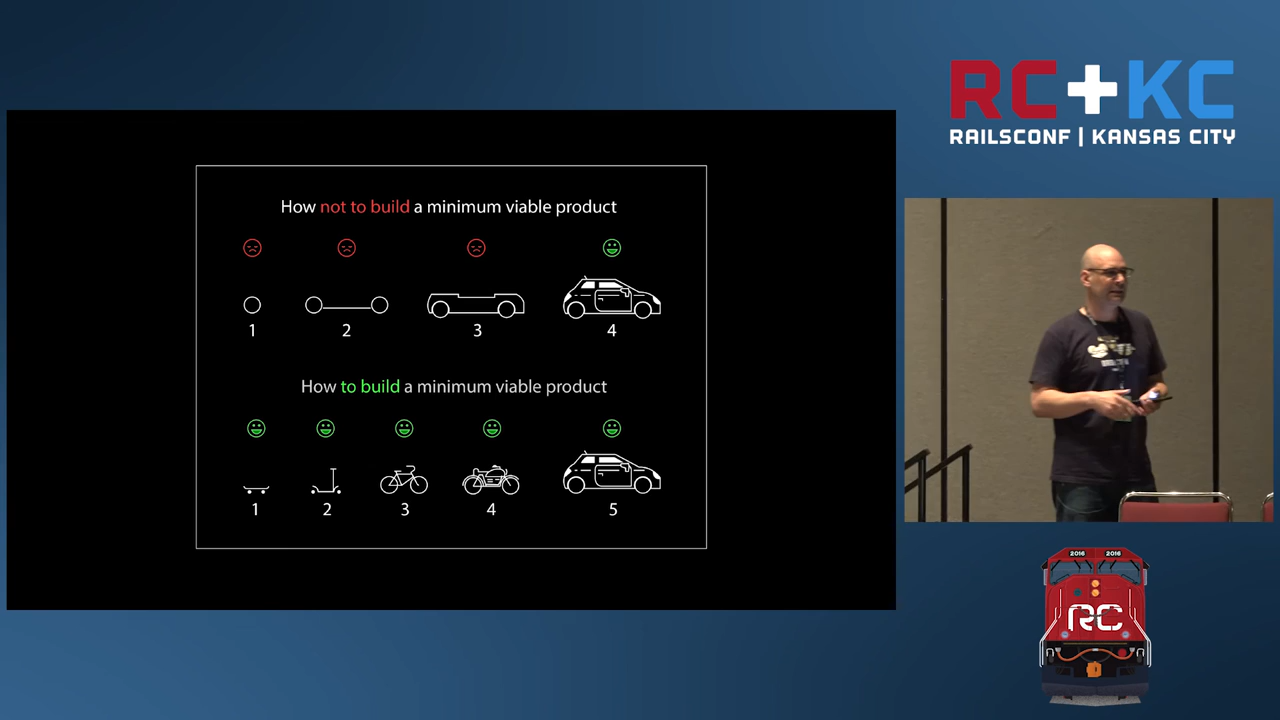 How not to build a minimum viable product
1 2 3 4
How to build a minimum viable product
1 2 3 4 5
RC+KC
RAILSCONF | KANSAS CITY
2016 2016
RC